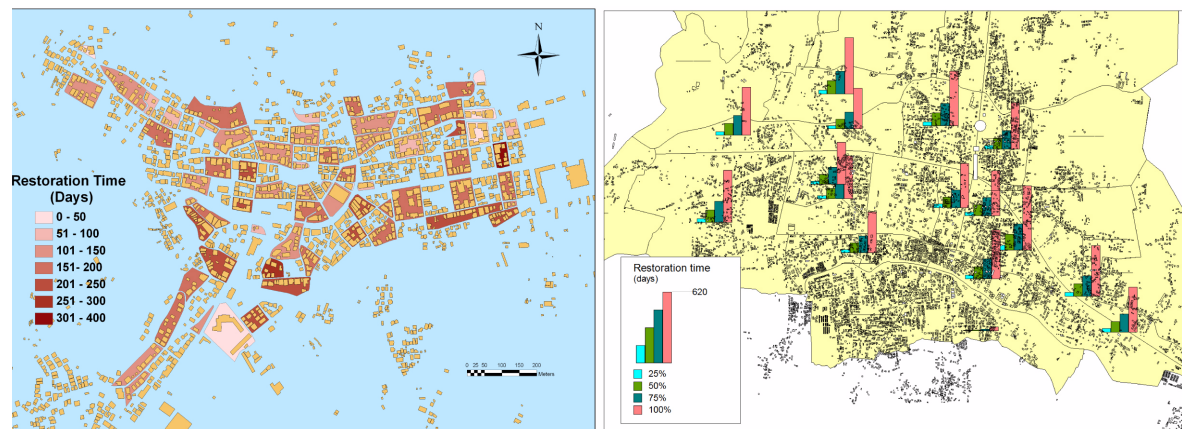 N
Restoration Time
(Days)
0 - 50
51 - 100
101 - 150
151- 200
201 - 250
251 - 300
301 - 400
0 25 50 100 150 200
Meters
Restoration time
(days)
620
25%
50%
75%
100%